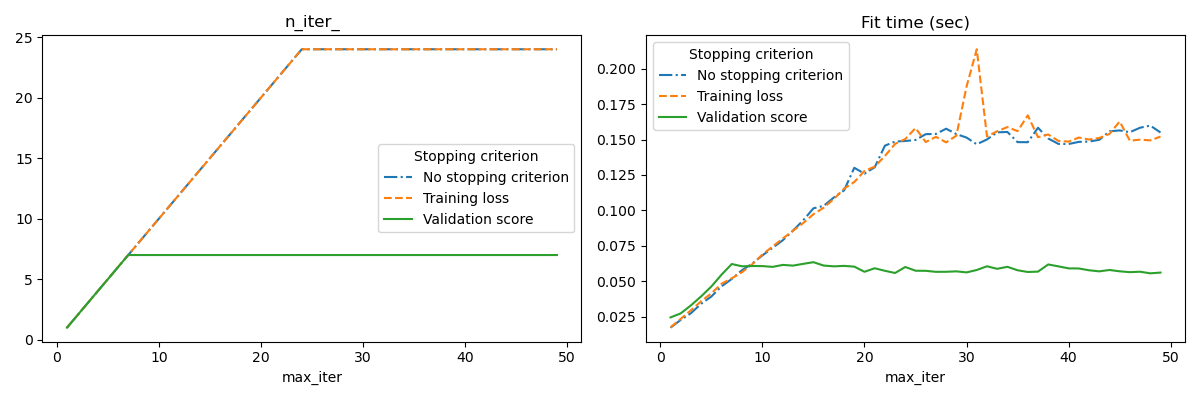 n_iter_
25
20
15
10
5
0
0 10 20 30 40 50
max_iter
Stopping criterion
No stopping criterion
Training loss
Validation score
Fit time (sec)
0.200
0.175
0.150
0.125
0.100
0.075
0.050
0.025
0 10 20 30 40 50
max_iter
Stopping criterion
No stopping criterion
Training loss
Validation score